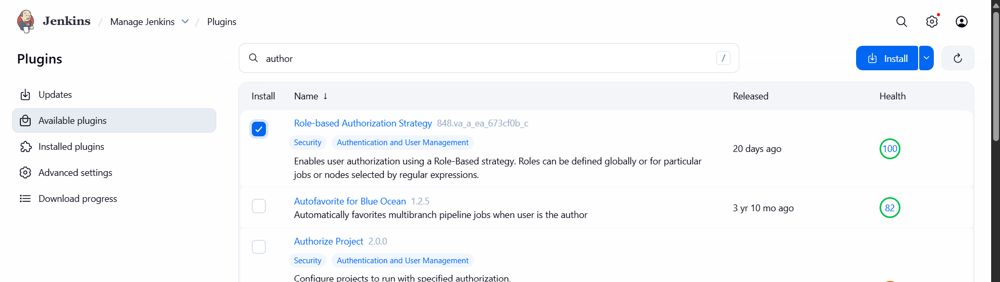 Jenkins / Manage Jenkins / Plugins
Plugins
author
/
Install
Updates
Available plugins
Installed plugins
Advanced settings
Download progress
Install Name ↓ Released Health
Role-based Authorization Strategy 848.va_a_ea_673cf0b_c
Security Authentication and User Management
Enables user authorization using a Role-Based strategy. Roles can be defined globally or for particular
jobs or nodes selected by regular expressions.
20 days ago
100
Autofavorite for Blue Ocean 1.2.5
Automatically favorites multibranch pipeline jobs when user is the author
3 yr 10 mo ago
82
Authorize Project 2.0.0
Security Authentication and User Management
Configure projects to run with specified authorization.